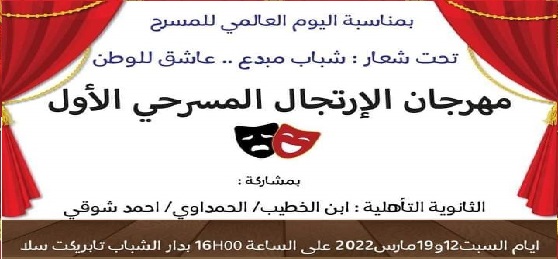 بمناسبة اليوم العالمي للمسرح
تحت شعار : شباب مبدع .. عاشق للوطن
مهرجان الإرتجال المسرحي الأول
بمشاركة :
الثانوية التأهلية : ابن الخطيب/ الحمداوي/ احمد شوقي
ايام السبت12و19مارس2022 على الساعة 16H00 بدار الشباب تابريكت سلا